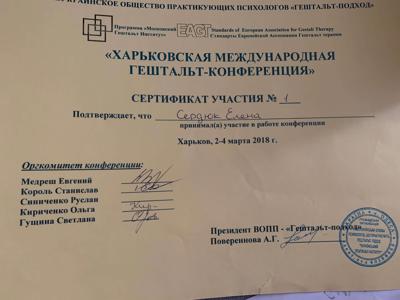 УКРАИНСКОЕ ОБЩЕСТВО ПРАКТИКУЮЩИХ ПСИХОЛОГОВ «ГЕШТАЛЬТ-ПОДХОД»
Программа «Московский Гештальт Институт»
EAGT
Standards of European Association for Gestalt Therapy
Стандарты Европейской Ассоциации Гештальт терапии
«ХАРЬКОВСКАЯ МЕЖДУНАРОДНАЯ
ГЕШТАЛЬТ-КОНФЕРЕНЦИЯ»
СЕРТИФИКАТ УЧАСТИЯ № 1
Подтверждает, что Сердюк Елена
принимал(а) участие в работе конференции
Харьков, 2-4 марта 2018 г.
Оргкомитет конференции:
Медреш Евгений
Король Станислав
Синиченко Руслан
Кириченко Ольга
Гущина Светлана
Президент ВОПП - «Гештальт-подход»
Повереннова А.Г.